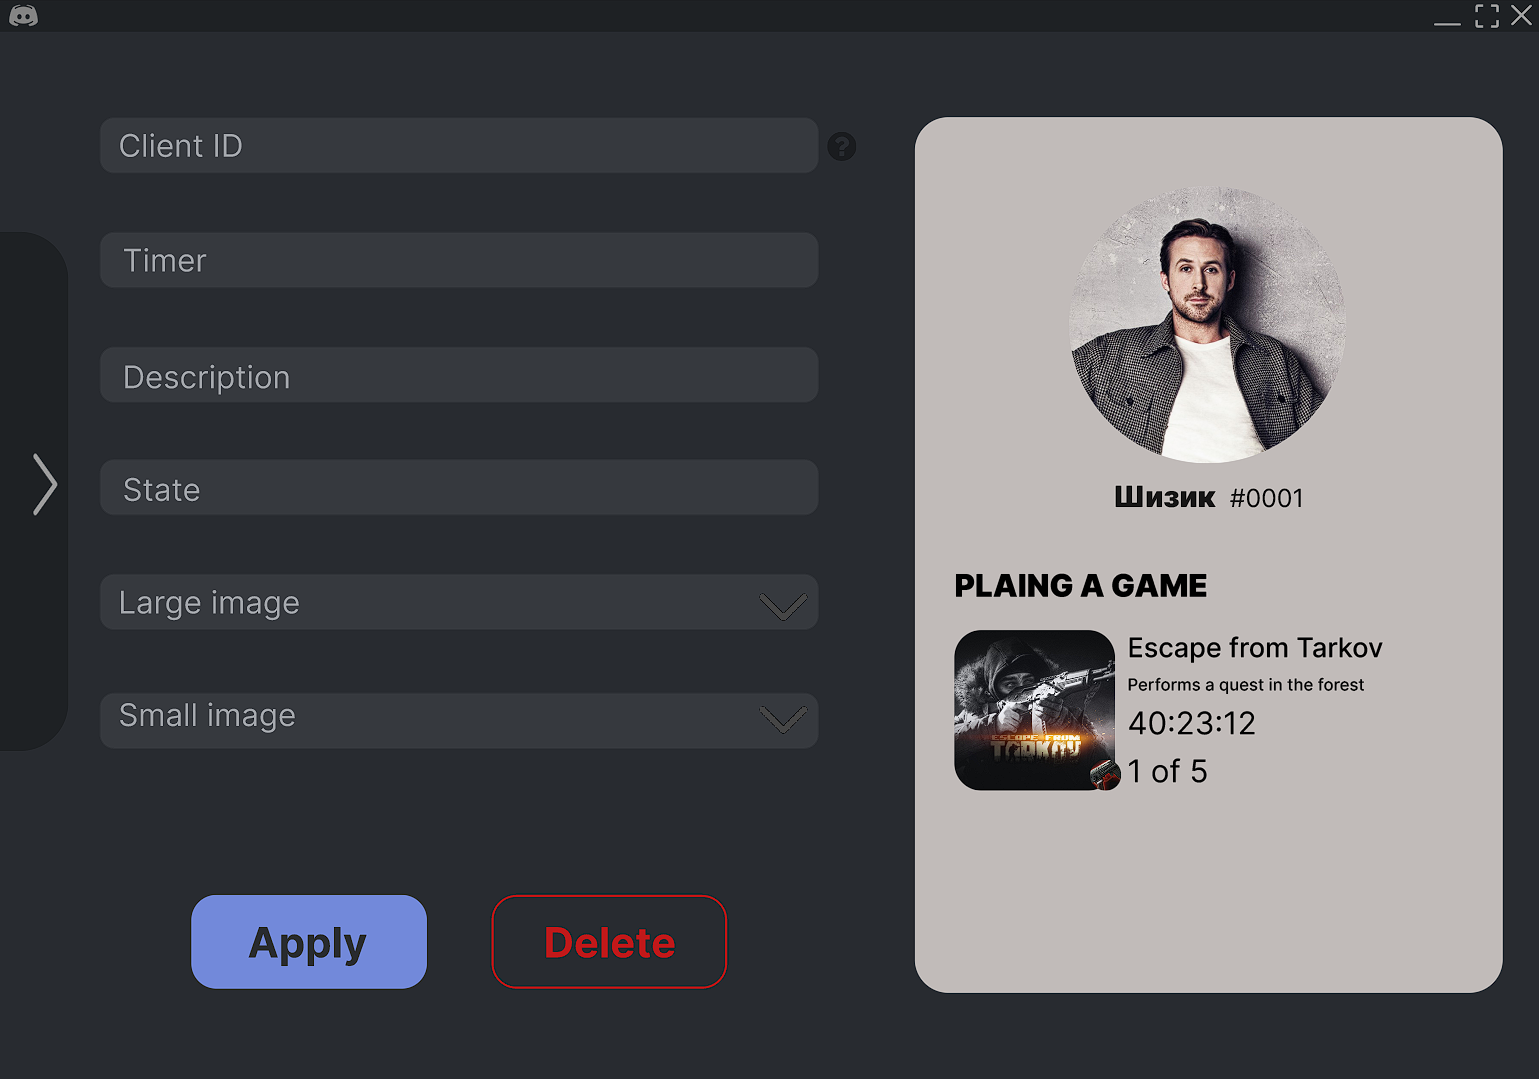 Client ID
?
Timer
Description
State
Large image
Small image
Apply
Delete
Шизик #0001
PLAING A GAME
Escape from Tarkov
Performs a quest in the forest
40:23:12
1 of 5
ESCAPE FROM
TARKOV